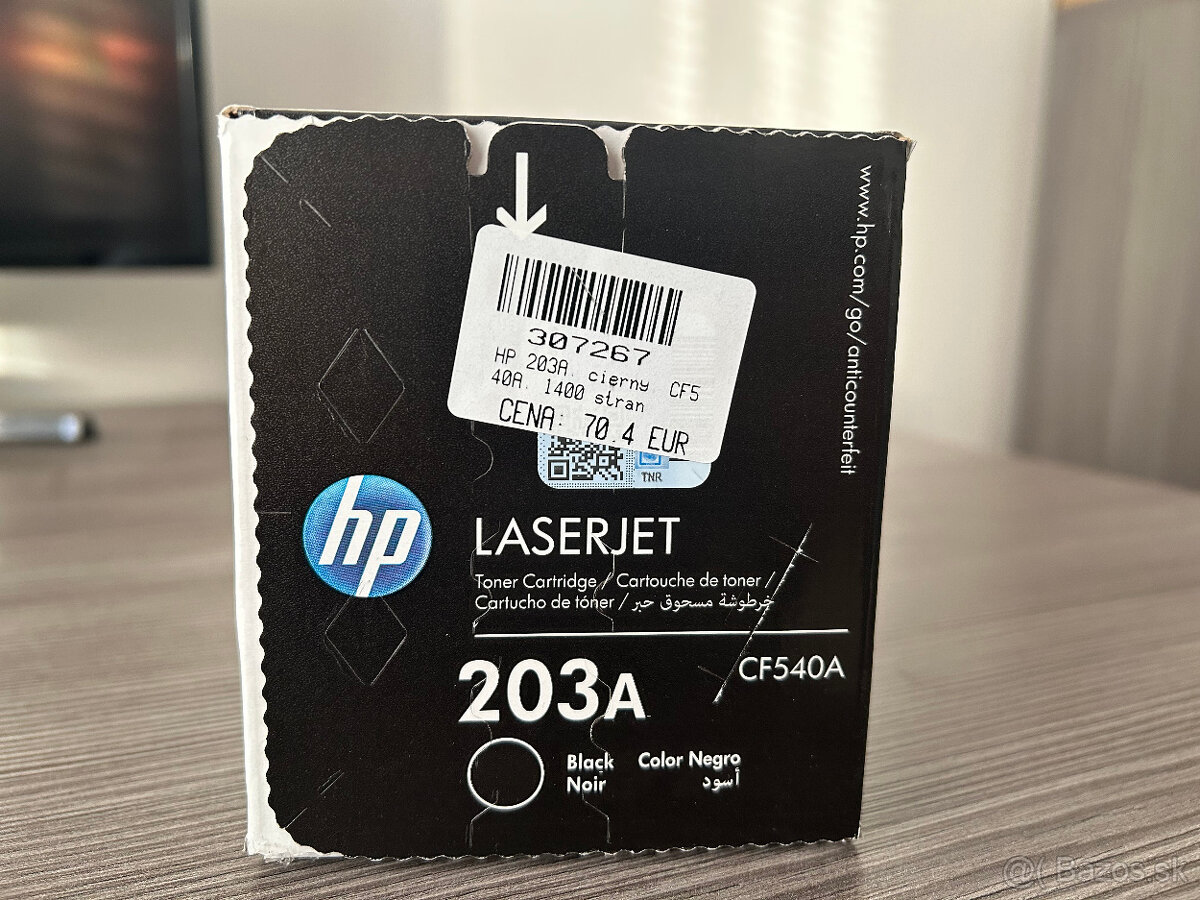 www.hp.com/go/anticounterfeit
307267
HP 203A, cierny CF5
40A, 1400 stran
CENA: 70.4 EUR
TNR
hp
LASERJET
Toner Cartridge / Cartouche de toner /
Cartucho de tóner / خرطوشة مسحوق حبر
203A
CF540A
Black Color Negro
Noir أسود
@( Bazos.sk